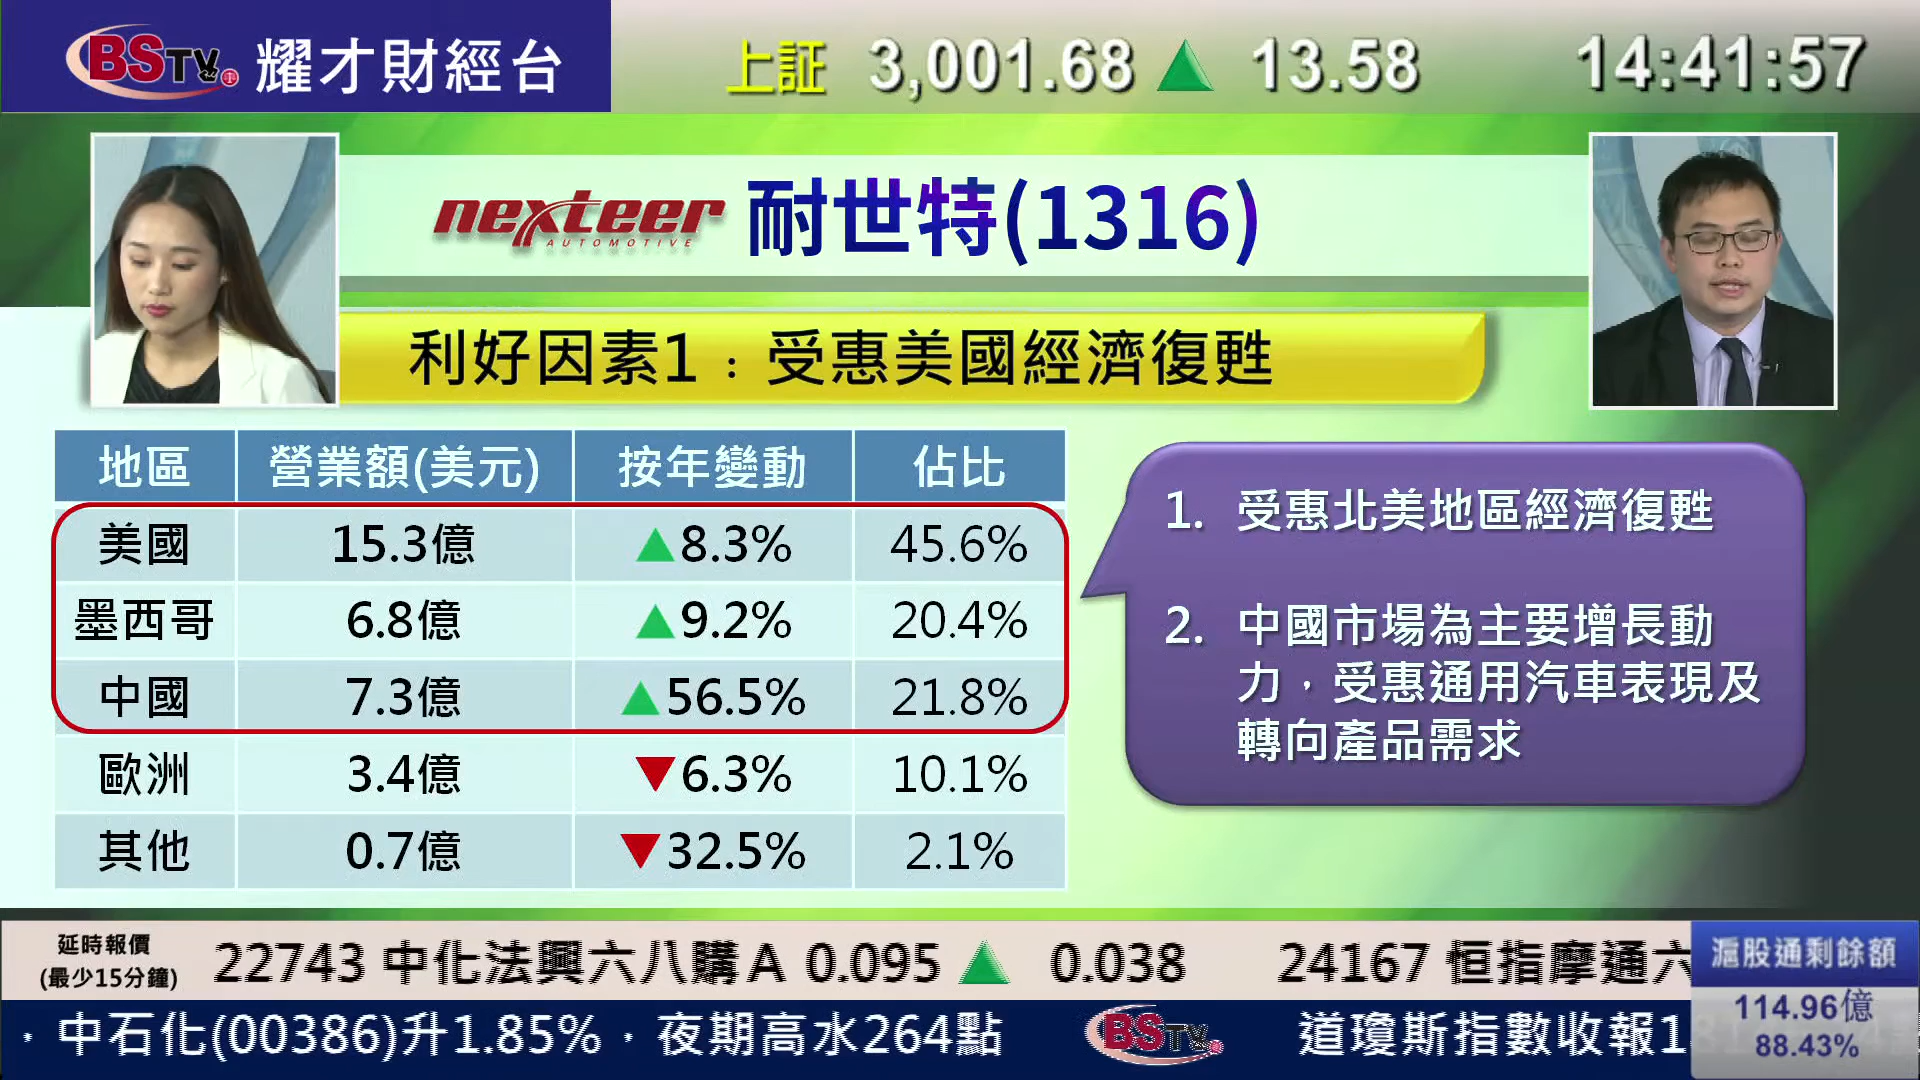 BSTV 耀才財經台
上証 3,001.68 ▲ 13.58 14:41:57
nexteer 耐世特(1316)
AUTOMOTIVE
利好因素1：受惠美國經濟復甦
地區 營業額(美元) 按年變動 佔比
美國 15.3億 ▲8.3% 45.6%
墨西哥 6.8億 ▲9.2% 20.4%
中國 7.3億 ▲56.5% 21.8%
歐洲 3.4億 ▼6.3% 10.1%
其他 0.7億 ▼32.5% 2.1%
1. 受惠北美地區經濟復甦
2. 中國市場為主要增長動
力，受惠通用汽車表現及
轉向產品需求
延時報價
(最少15分鐘)
22743 中化法興六八購A 0.095 ▲ 0.038 24167 恒指摩通六
滬股通剩餘額
114.96億
88.43%
．中石化(00386)升1.85%．夜期高水264點 BSTV 道瓊斯指數收報